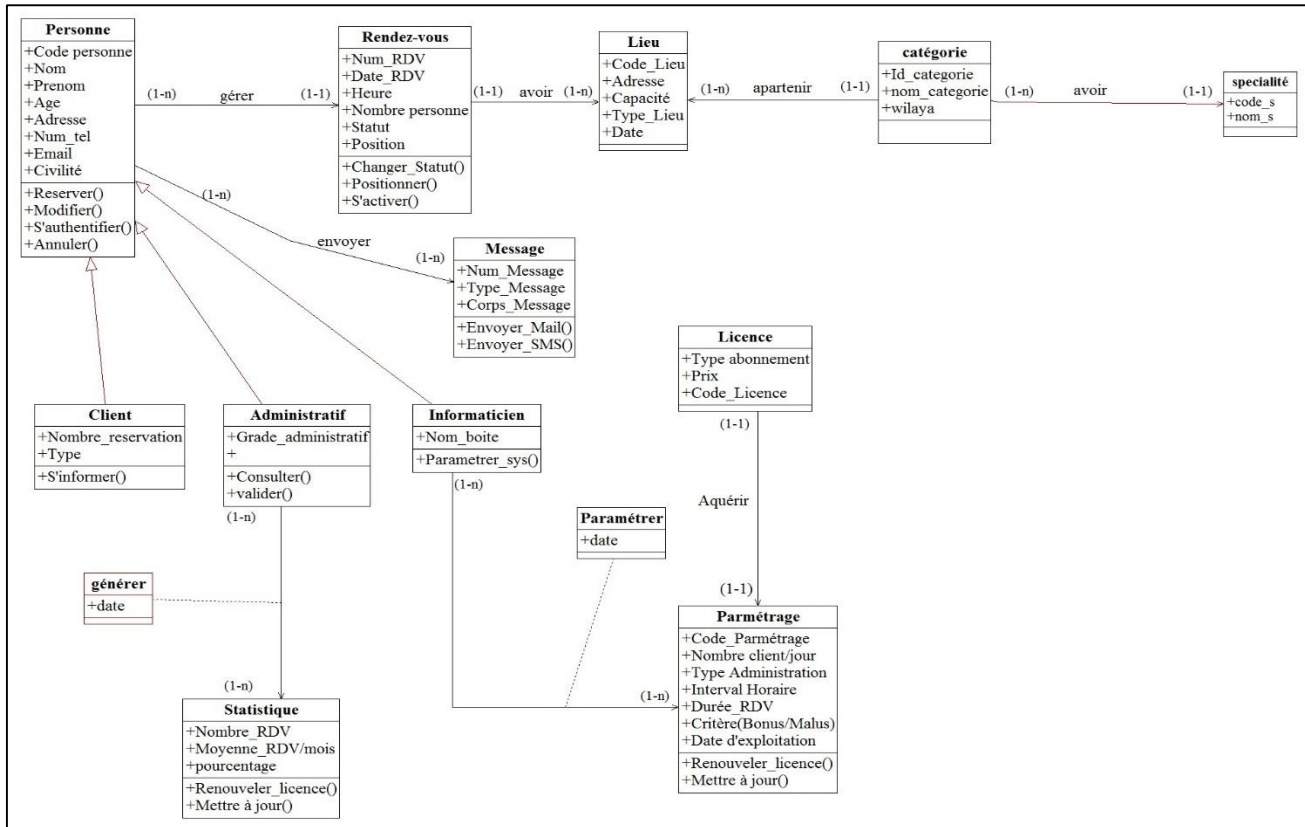 Personne
+Code personne
+Nom
+Prenom
+Age
+Adresse
+Num_tel
+Email
+Civilité
+Reserver()
+Modifier()
+S'authentifier()
+Annuler()
(1-n)
gérer
(1-1)
Rendez-vous
+Num_RDV
+Date_RDV
+Heure
+Nombre personne
+Statut
+Position
+Changer_Statut()
+Positionner()
+S'activer()
(1-1)
avoir
(1-n)
Lieu
+Code_Lieu
+Adresse
+Capacité
+Type_Lieu
+Date
(1-n)
apartenir
(1-1)
catégorie
+Id_categorie
+nom_categorie
+wilaya
(1-n)
avoir
(1-1)
specialité
+code_s
+nom_s
(1-n)
envoyer
(1-n)
Message
+Num_Message
+Type_Message
+Corps_Message
+Envoyer_Mail()
+Envoyer_SMS()
Licence
+Type abonnement
+Prix
+Code_Licence
(1-1)
Aquérir
(1-1)
Client
+Nombre_reservation
+Type
+S'informer()
Administratif
+Grade_administratif
+
+Consulter()
+valider()
(1-n)
Informaticien
+Nom_boite
+Parametrer_sys()
(1-n)
Paramétrer
+date
générer
+date
(1-n)
Statistique
+Nombre_RDV
+Moyenne_RDV/mois
+pourcentage
+Renouveler_licence()
+Mettre à jour()
(1-n)
Parmétrage
+Code_Parmétrage
+Nombre client/jour
+Type Administration
+Interval Horaire
+Durée_RDV
+Critère(Bonus/Malus)
+Date d'exploitation
+Renouveler_licence()
+Mettre à jour()